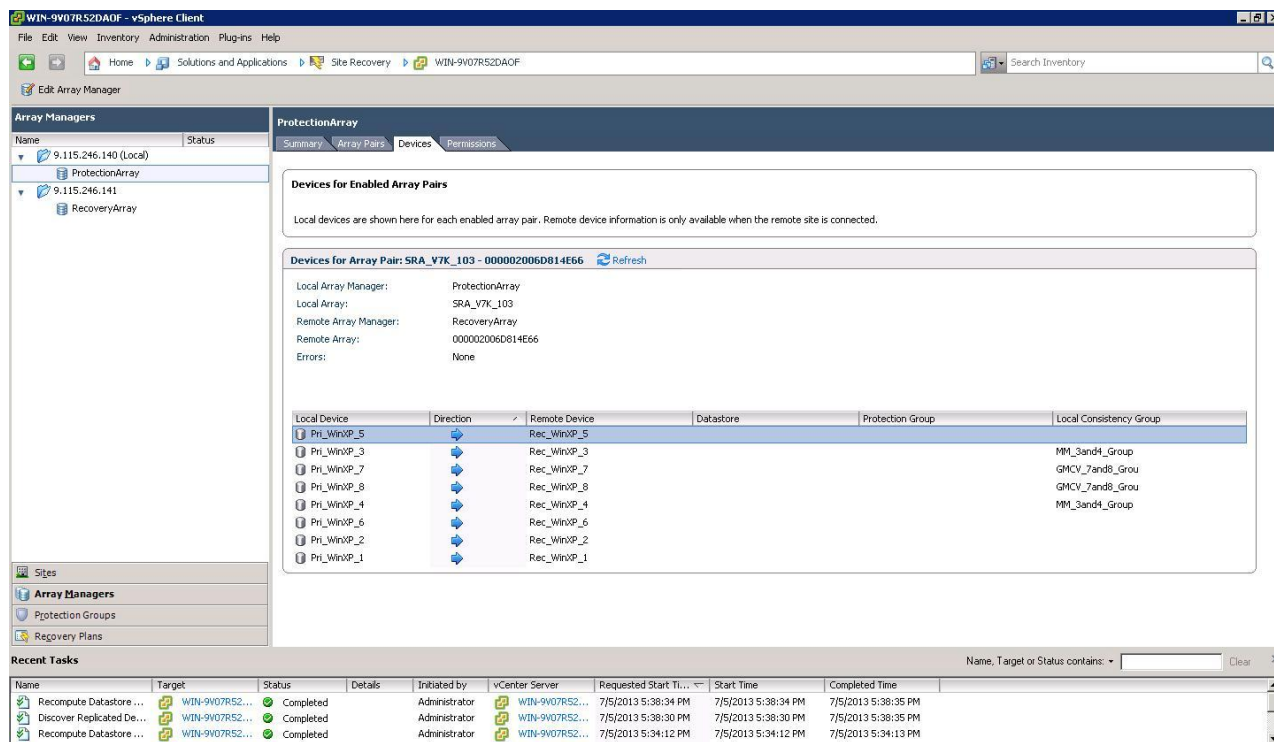 WIN-9V07R52DAOF - vSphere Client
File Edit View Inventory Administration Plug-ins Help
Home Solutions and Applications Site Recovery WIN-9V07R52DAOF Search Inventory
Edit Array Manager
Array Managers
Name Status
9.115.246.140 (Local)
ProtectionArray
9.115.246.141
RecoveryArray
ProtectionArray
Summary Array Pairs Devices Permissions
Devices for Enabled Array Pairs
Local devices are shown here for each enabled array pair. Remote device information is only available when the remote site is connected.
Devices for Array Pair: SRA_V7K_103 - 000002006D814E66 Refresh
Local Array Manager: ProtectionArray
Local Array: SRA_V7K_103
Remote Array Manager: RecoveryArray
Remote Array: 000002006D814E66
Errors: None
Local Device Direction Remote Device Datastore Protection Group Local Consistency Group
Pri_WinXP_5 Rec_WinXP_5
Pri_WinXP_3 Rec_WinXP_3 MM_3and4_Group
Pri_WinXP_7 Rec_WinXP_7 GMCV_7and8_Grou
Pri_WinXP_8 Rec_WinXP_8 GMCV_7and8_Grou
Pri_WinXP_4 Rec_WinXP_4 MM_3and4_Group
Pri_WinXP_6 Rec_WinXP_6
Pri_WinXP_2 Rec_WinXP_2
Pri_WinXP_1 Rec_WinXP_1
Sites
Array Managers
Protection Groups
Recovery Plans
Recent Tasks Name, Target or Status contains: Clear
Name Target Status Details Initiated by vCenter Server Requested Start Ti... Start Time Completed Time
Recompute Datastore ... WIN-9V07R52... Completed Administrator WIN-9V07R52... 7/5/2013 5:38:34 PM 7/5/2013 5:38:34 PM 7/5/2013 5:38:35 PM
Discover Replicated De... WIN-9V07R52... Completed Administrator WIN-9V07R52... 7/5/2013 5:38:30 PM 7/5/2013 5:38:30 PM 7/5/2013 5:38:35 PM
Recompute Datastore ... WIN-9V07R52... Completed Administrator WIN-9V07R52... 7/5/2013 5:34:12 PM 7/5/2013 5:34:12 PM 7/5/2013 5:34:13 PM